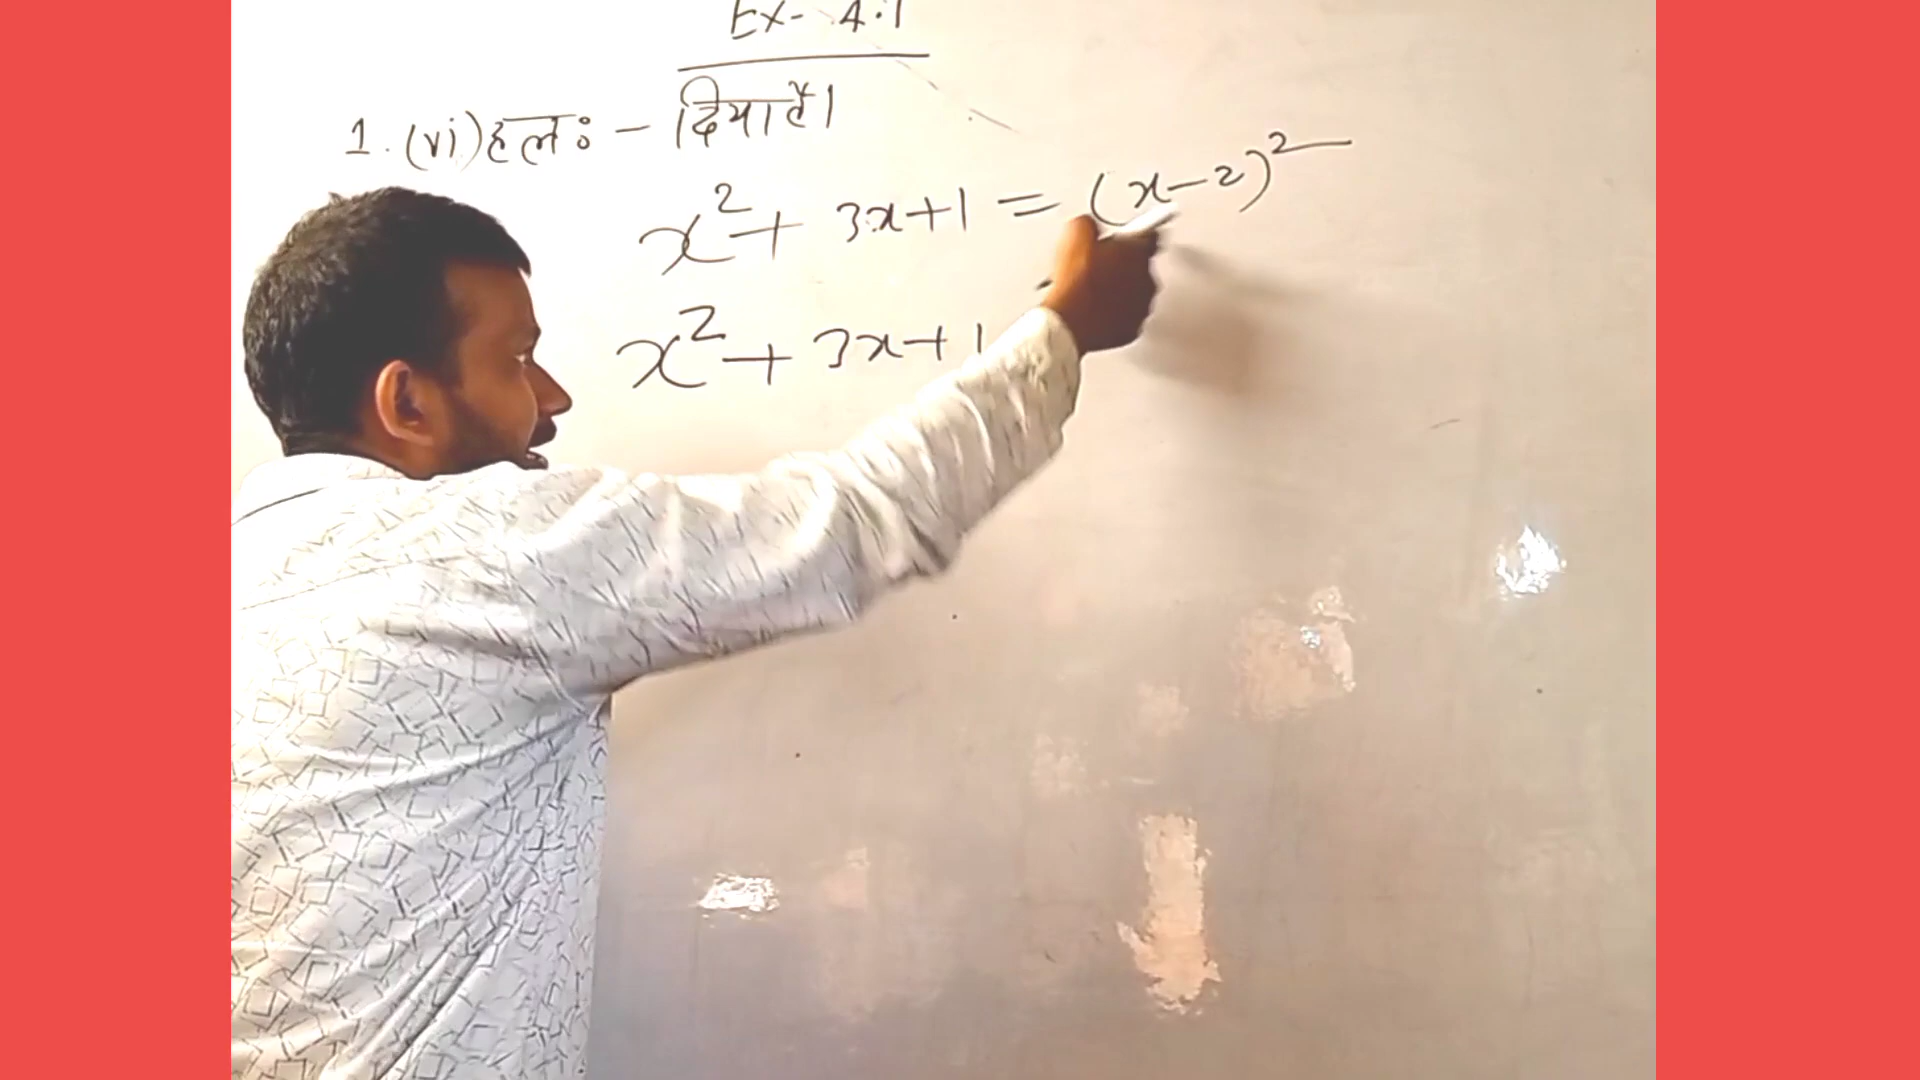 Ex- 4.1
1. (vi) हलः - दिया है।
x² + 3x+1 = (x-2)²
x² + 3x+1